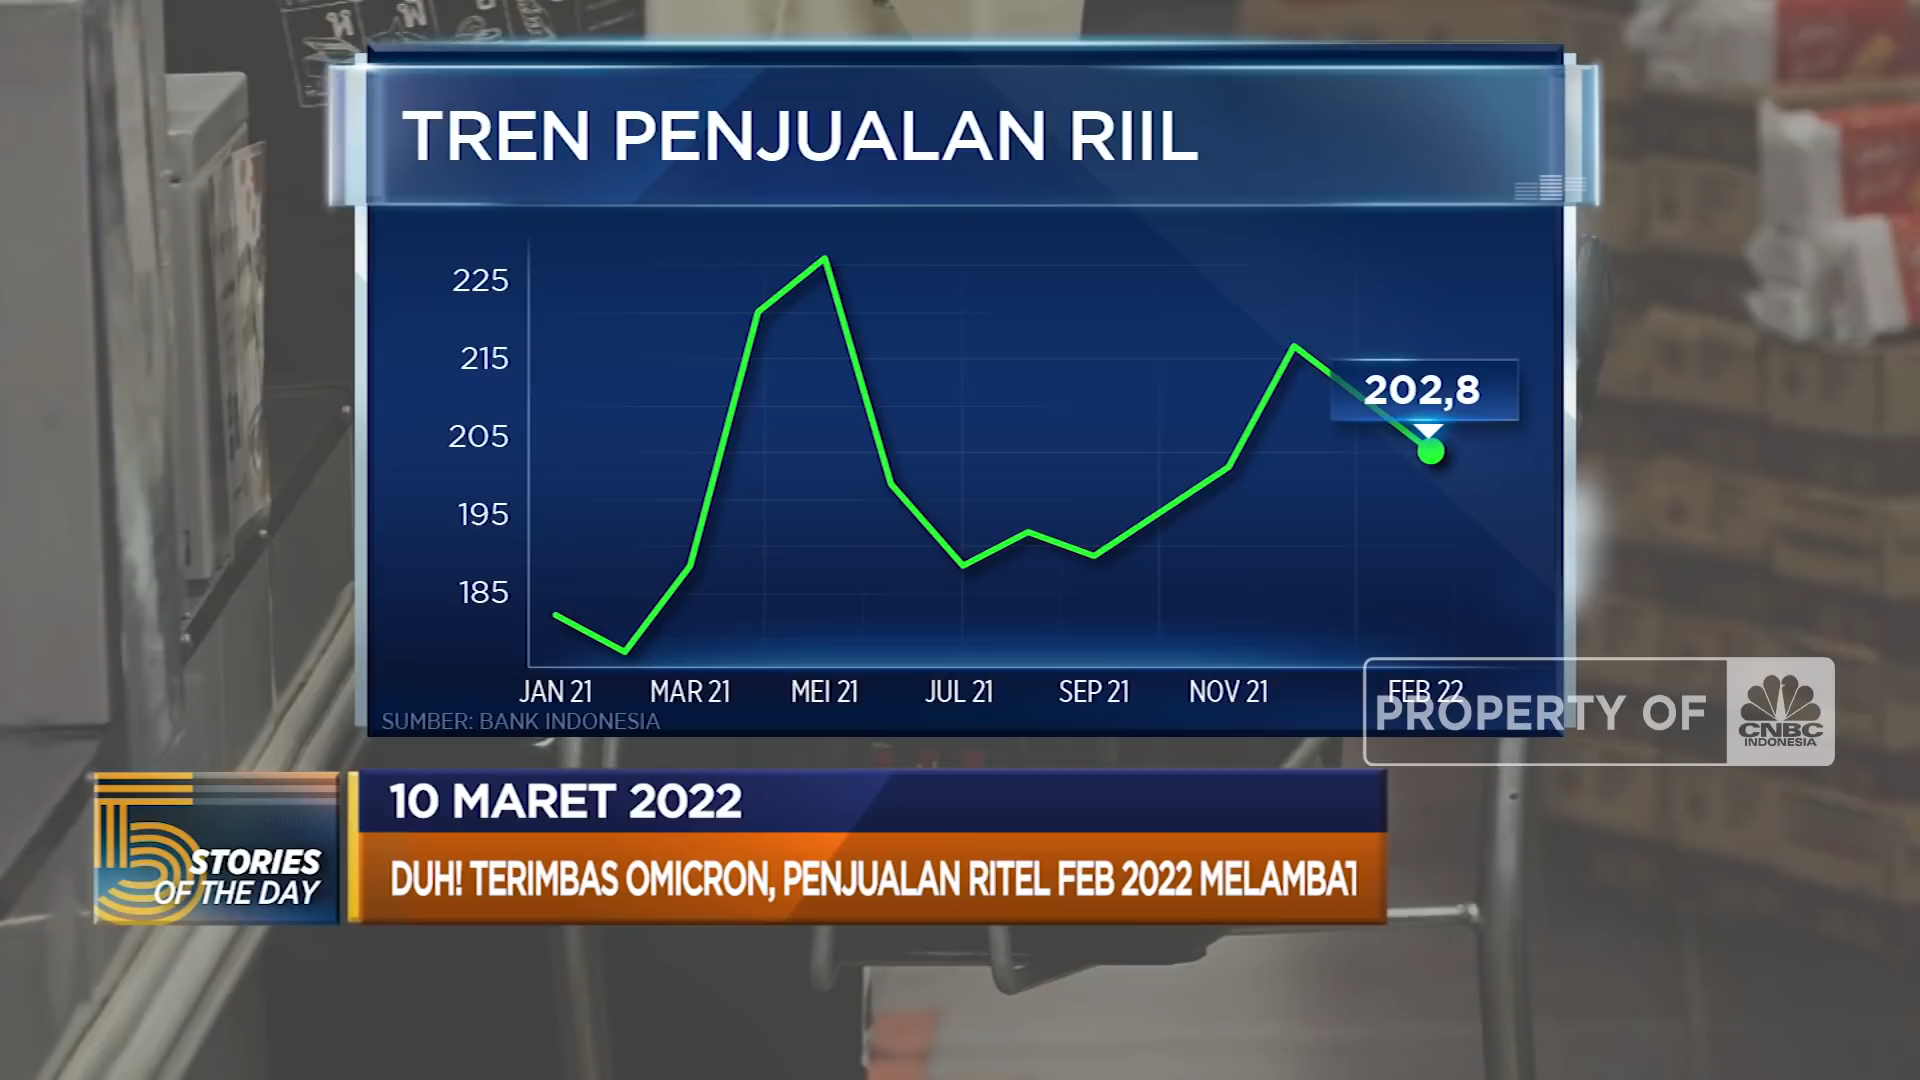 TREN PENJUALAN RIIL
225
215
205
195
185
202,8
JAN 21 MAR 21 MEI 21 JUL 21 SEP 21 NOV 21 FEB 22
SUMBER: BANK INDONESIA
PROPERTY OF
CNBC
INDONESIA
10 MARET 2022
5
STORIES
OF THE DAY
DUH! TERIMBAS OMICRON, PENJUALAN RITEL FEB 2022 MELAMBAT